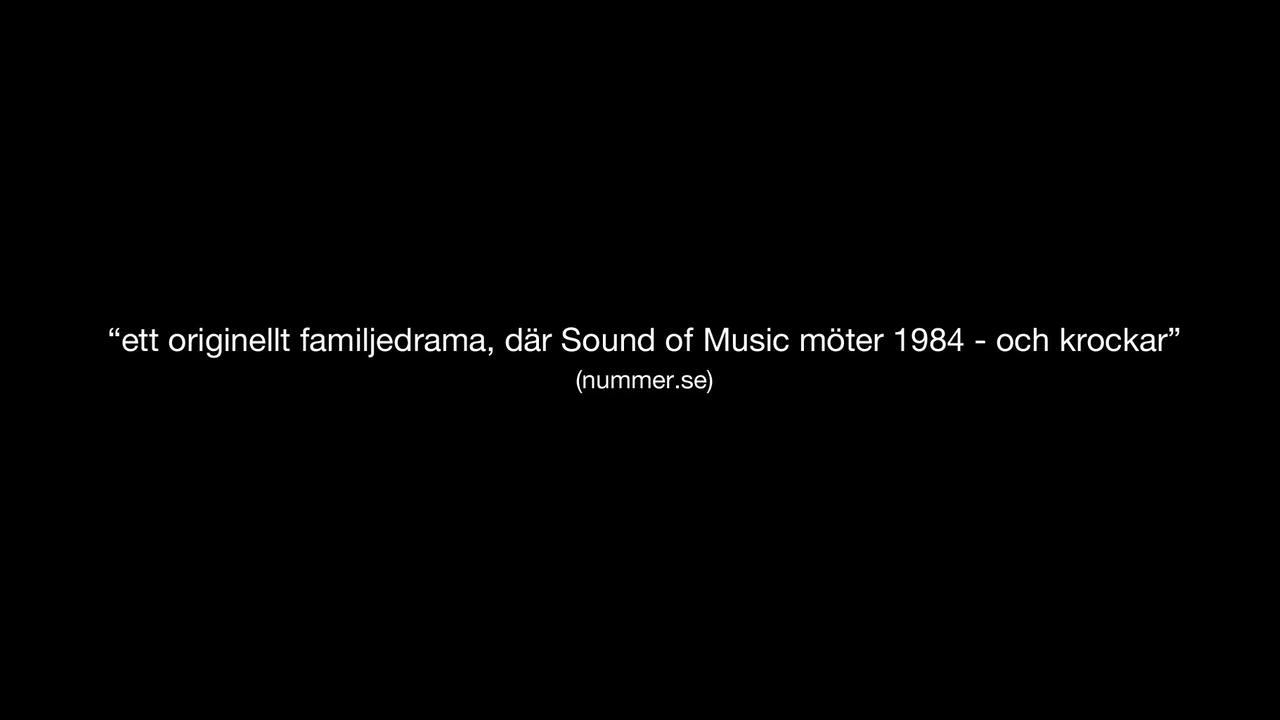 “ett originellt familjedrama, där Sound of Music möter 1984 - och krockar”
(nummer.se)